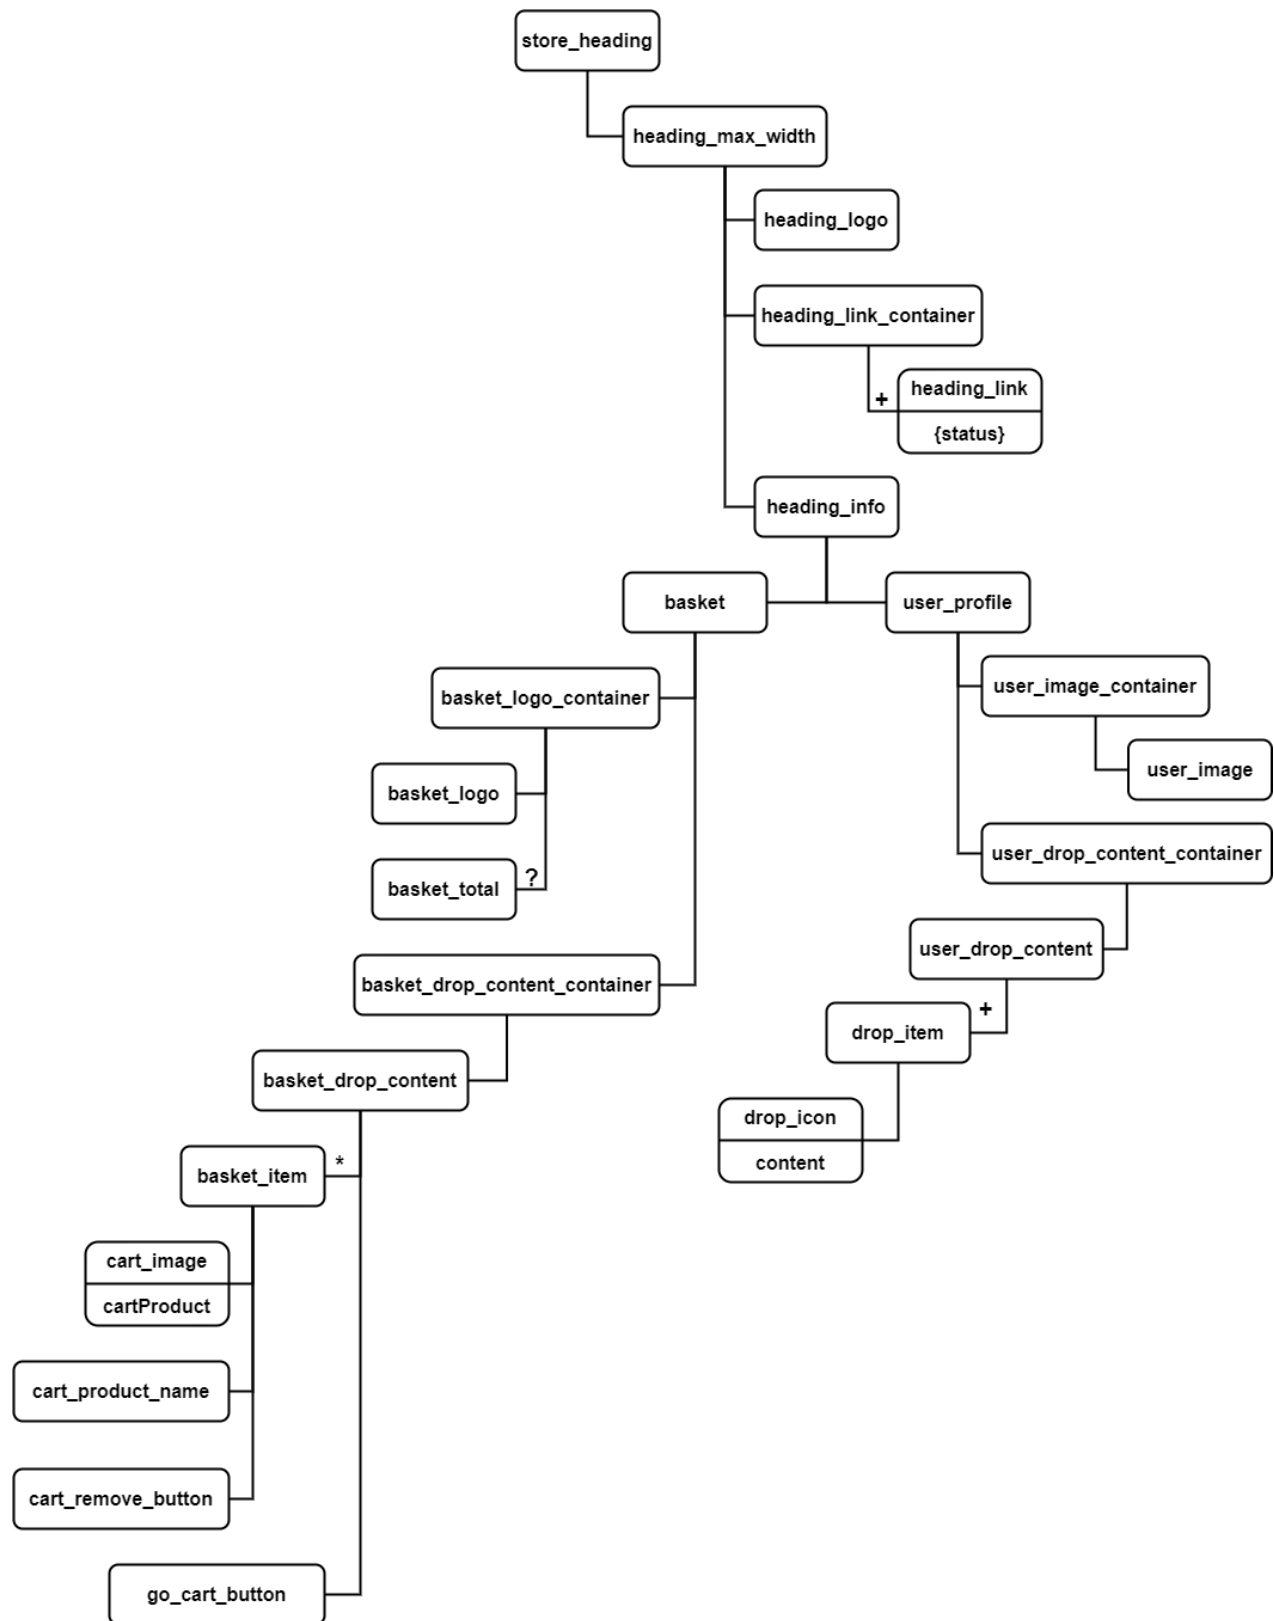 store_heading
heading_max_width
heading_logo
heading_link_container
+
heading_link
{status}
heading_info
basket
user_profile
basket_logo_container
user_image_container
basket_logo
user_image
basket_total
?
user_drop_content_container
basket_drop_content_container
user_drop_content
+
drop_item
basket_drop_content
drop_icon
content
basket_item
*
cart_image
cartProduct
cart_product_name
cart_remove_button
go_cart_button